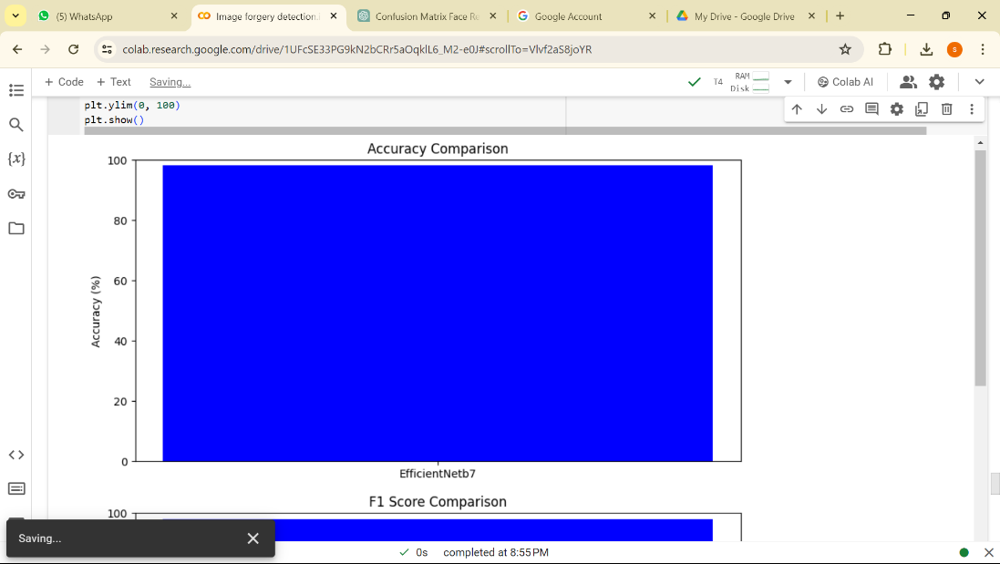 (5) WhatsApp
Image forgery detection.i
Confusion Matrix Face Re
Google Account
My Drive - Google Drive
colab.research.google.com/drive/1UFcSE33PG9kN2bCRr5aOqklL6_M2-e0J#scrollTo=Vlvf2aS8joYR
s
+ Code + Text Saving...
T4 RAM
Disk
Colab AI
plt.ylim(0, 100)
plt.show()
{x}
Accuracy Comparison
100
80
60
40
20
0
Accuracy (%)
EfficientNetb7
F1 Score Comparison
100
Saving...
0s completed at 8:55 PM